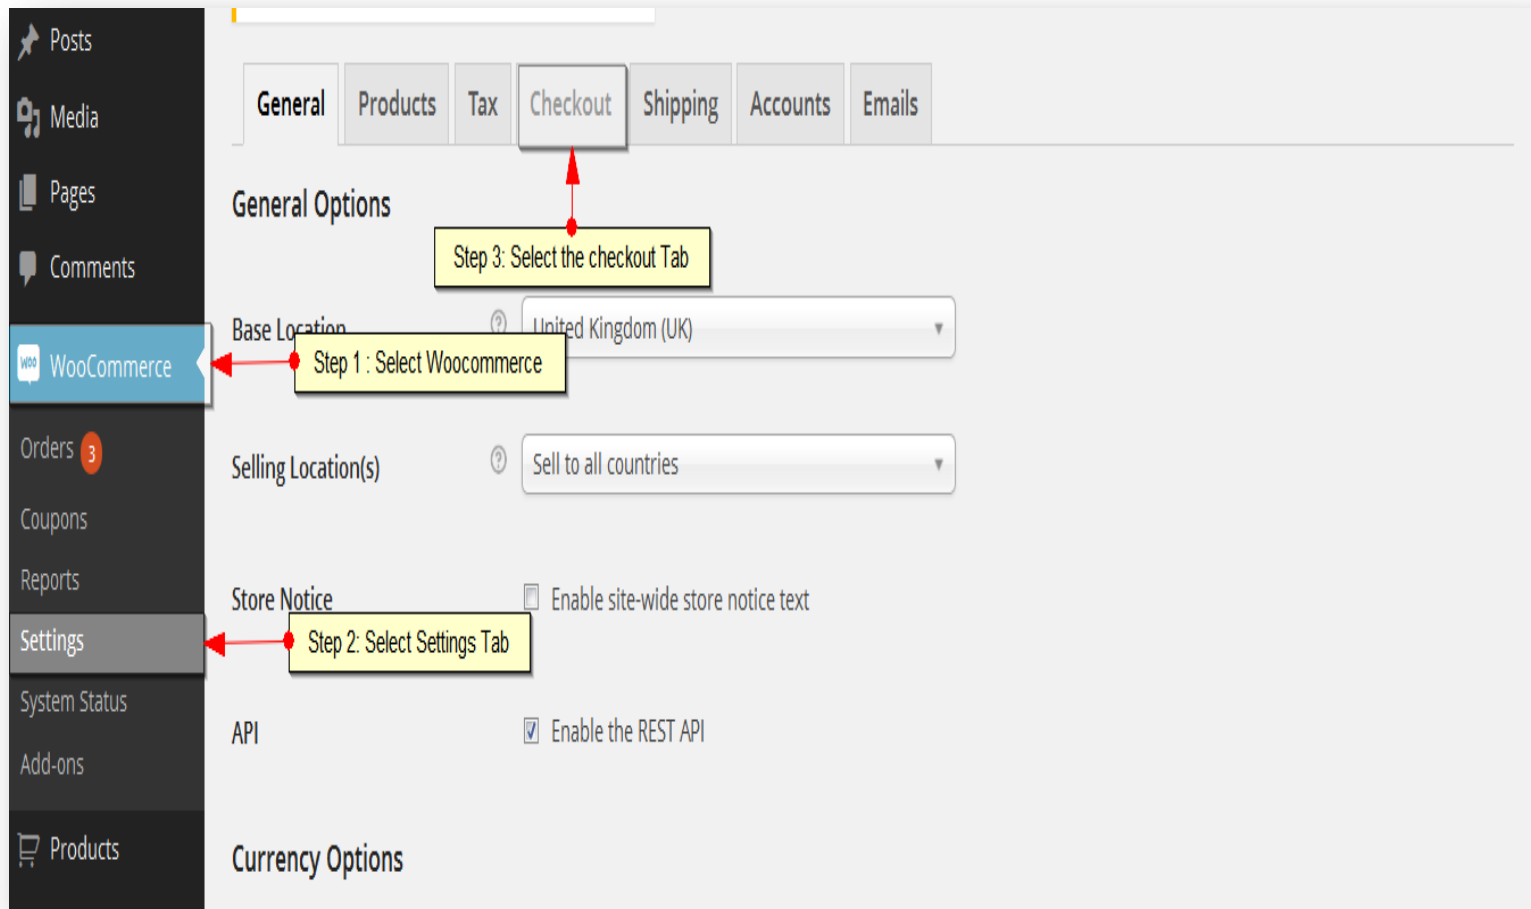 Posts
Media
Pages
Comments
WOO WooCommerce
Orders 3
Coupons
Reports
Settings
System Status
Add-ons
Products
General Products Tax Checkout Shipping Accounts Emails
General Options
Step 3: Select the checkout Tab
Base Location ? United Kingdom (UK)
Step 1 : Select Woocommerce
Selling Location(s) ? Sell to all countries
Store Notice Enable site-wide store notice text
Step 2: Select Settings Tab
API Enable the REST API
Currency Options